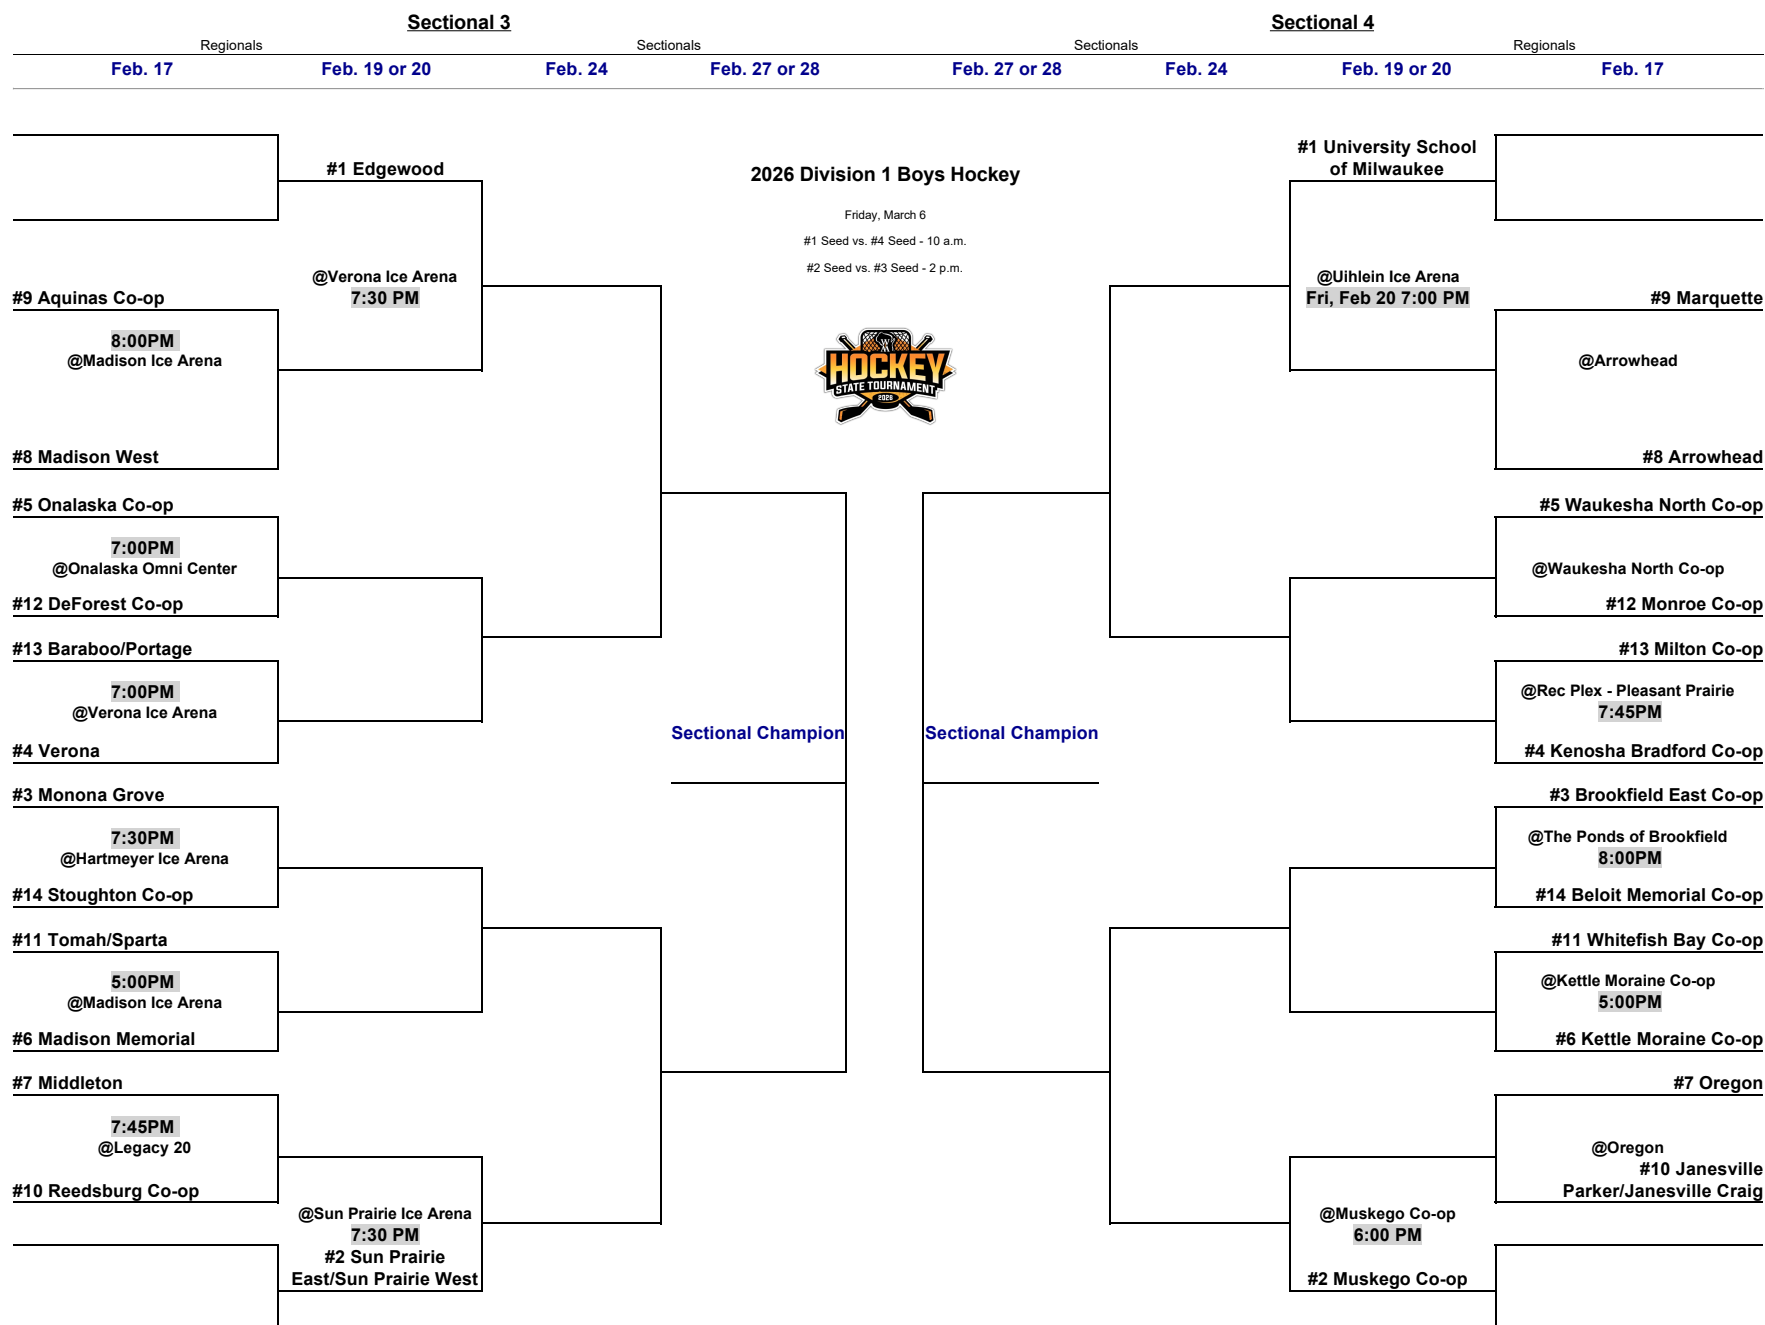 Sectional 3
Sectional 4
Regionals
Sectionals
Sectionals
Regionals
Feb. 17
Feb. 19 or 20
Feb. 24
Feb. 27 or 28
Feb. 27 or 28
Feb. 24
Feb. 19 or 20
Feb. 17
#1 Edgewood
@Verona Ice Arena
7:30 PM
#9 Aquinas Co-op
8:00PM
@Madison Ice Arena
#8 Madison West
#5 Onalaska Co-op
7:00PM
@Onalaska Omni Center
#12 DeForest Co-op
#13 Baraboo/Portage
7:00PM
@Verona Ice Arena
#4 Verona
#3 Monona Grove
7:30PM
@Hartmeyer Ice Arena
#14 Stoughton Co-op
#11 Tomah/Sparta
5:00PM
@Madison Ice Arena
#6 Madison Memorial
#7 Middleton
7:45PM
@Legacy 20
#10 Reedsburg Co-op
@Sun Prairie Ice Arena
7:30 PM
#2 Sun Prairie
East/Sun Prairie West
2026 Division 1 Boys Hockey
Friday, March 6
#1 Seed vs. #4 Seed - 10 a.m.
#2 Seed vs. #3 Seed - 2 p.m.
HOCKEY
STATE TOURNAMENT
2026
Sectional Champion
Sectional Champion
#1 University School
of Milwaukee
@Uihlein Ice Arena
Fri, Feb 20 7:00 PM
#9 Marquette
@Arrowhead
#8 Arrowhead
#5 Waukesha North Co-op
@Waukesha North Co-op
#12 Monroe Co-op
#13 Milton Co-op
@Rec Plex - Pleasant Prairie
7:45PM
#4 Kenosha Bradford Co-op
#3 Brookfield East Co-op
@The Ponds of Brookfield
8:00PM
#14 Beloit Memorial Co-op
#11 Whitefish Bay Co-op
@Kettle Moraine Co-op
5:00PM
#6 Kettle Moraine Co-op
#7 Oregon
@Oregon
#10 Janesville
Parker/Janesville Craig
@Muskego Co-op
6:00 PM
#2 Muskego Co-op